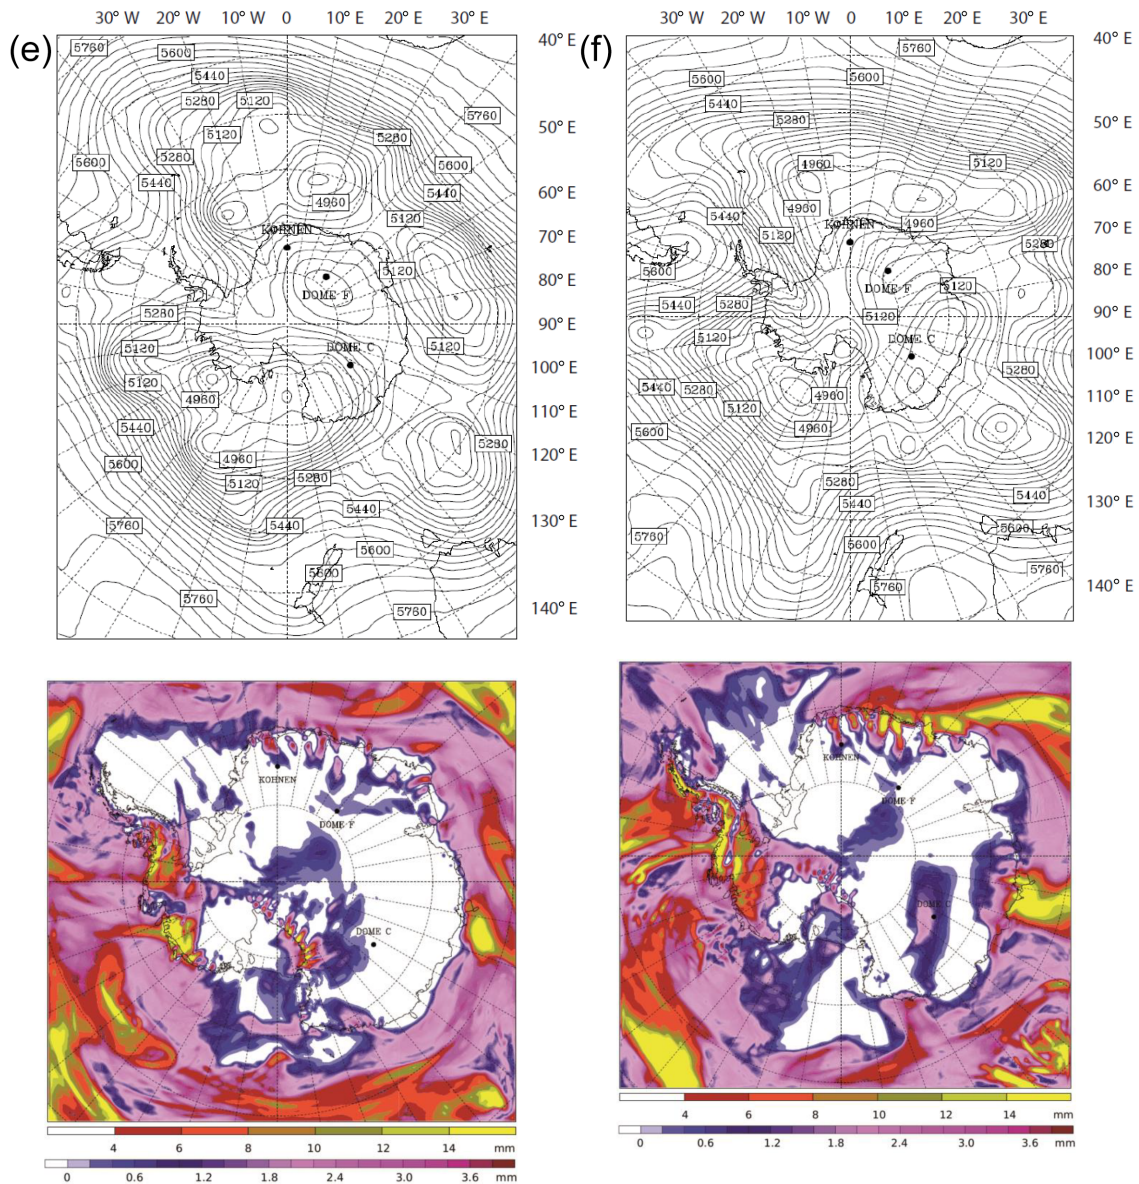 30° W 20° W 10° W 0 10° E 20° E 30° E
30° W 20° W 10° W 0 10° E 20° E 30° E
(e)
5760
5600
5440
5280
5120
5120
5280
5440
5600
5760
5280
5600
5440
4960
5120
KOHNEN
5120
DOME F
5280
5120
DOME C
5120
5120
4960
5440
5280
5600
4960
5120
5280
5440
5760
5440
5600
5600
5760
5760
40° E
50° E
60° E
70° E
80° E
90° E
100° E
110° E
120° E
130° E
140° E
(f)
5760
5600
5600
5440
5280
4960
5120
4960
5440
4960
KOHNEN
5120
5280
5600
DOME F
5120
5280
5440
5120
5120
DOME C
5280
5440
5280
4960
5120
4960
5600
5280
5440
5440
5600
5760
5600
5760
5760
40° E
50° E
60° E
70° E
80° E
90° E
100° E
110° E
120° E
130° E
140° E
KOHNEN
DOME F
DOME C
4 6 8 10 12 14 mm
0 0.6 1.2 1.8 2.4 3.0 3.6 mm
KOHNEN
DOME F
DOME C
4 6 8 10 12 14 mm
0 0.6 1.2 1.8 2.4 3.0 3.6 mm